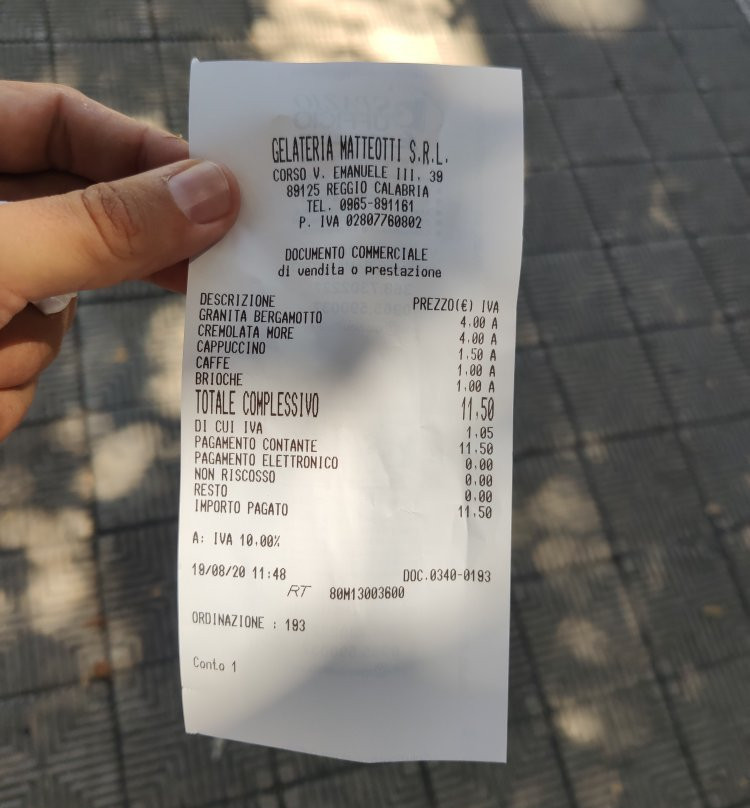 GELATERIA MATTEOTTI S.R.L.
CORSO V. EMANUELE III, 39
89125 REGGIO CALABRIA
TEL. 0965-891161
P. IVA 02807760802
DOCUMENTO COMMERCIALE
di vendita o prestazione
DESCRIZIONE PREZZO(€) IVA
GRANITA BERGAMOTTO 4.00 A
CREMOLATA MORE 4.00 A
CAPPUCCINO 1.50 A
CAFFE 1.00 A
BRIOCHE 1.00 A
TOTALE COMPLESSIVO 11,50
DI CUI IVA 1.05
PAGAMENTO CONTANTE 11.50
PAGAMENTO ELETTRONICO 0.00
NON RISCOSSO 0.00
RESTO 0.00
IMPORTO PAGATO 11.50
A: IVA 10,00%
19/08/20 11:48 DOC.0340-0193
RT 80M13003600
ORDINAZIONE : 193
Conto 1